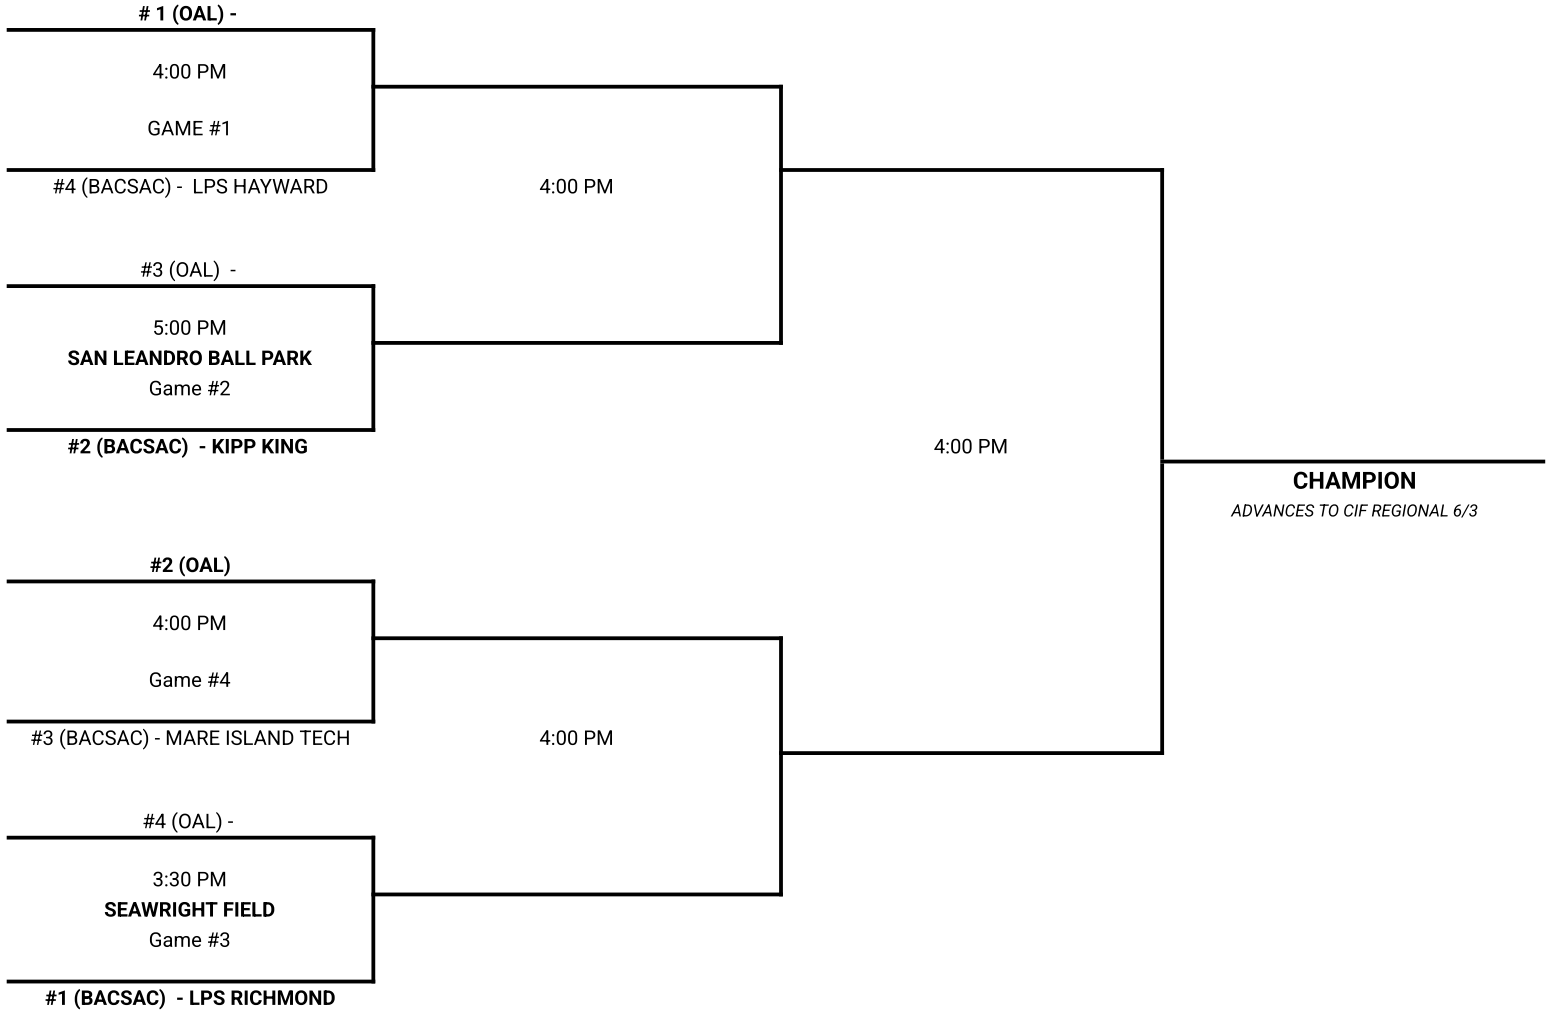 # 1 (OAL) -
4:00 PM
GAME #1
#4 (BACSAC) -  LPS HAYWARD
4:00 PM
#3 (OAL)  -
5:00 PM
SAN LEANDRO BALL PARK
Game #2
#2 (BACSAC)  - KIPP KING
4:00 PM
CHAMPION
ADVANCES TO CIF REGIONAL 6/3
#2 (OAL)
4:00 PM
Game #4
#3 (BACSAC) - MARE ISLAND TECH
4:00 PM
#4 (OAL) -
3:30 PM
SEAWRIGHT FIELD
Game #3
#1 (BACSAC)  - LPS RICHMOND